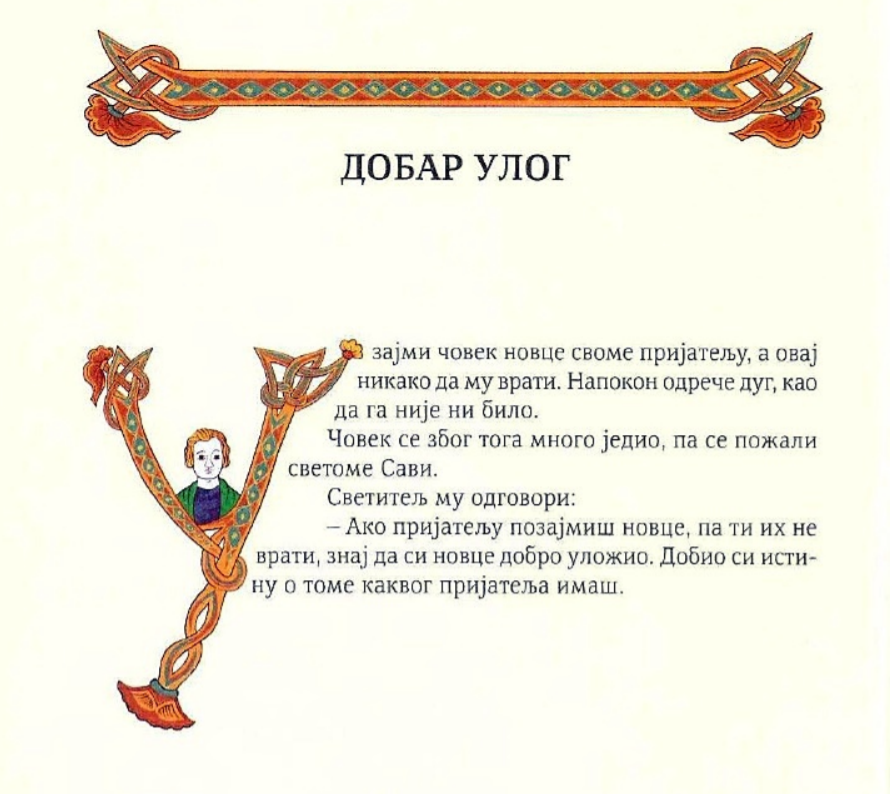 ДОБАР УЛОГ
Узајми човек новце своме пријатељу, а овај
никако да му врати. Напокон одрече дуг, као
да га није ни било.
Човек се због тога много једио, па се пожали
светоме Сави.
Светитељ му одговори:
– Ако пријатељу позајмиш новце, па ти их не
врати, знај да си новце добро уложио. Добио си исти-
ну о томе каквог пријатеља имаш.